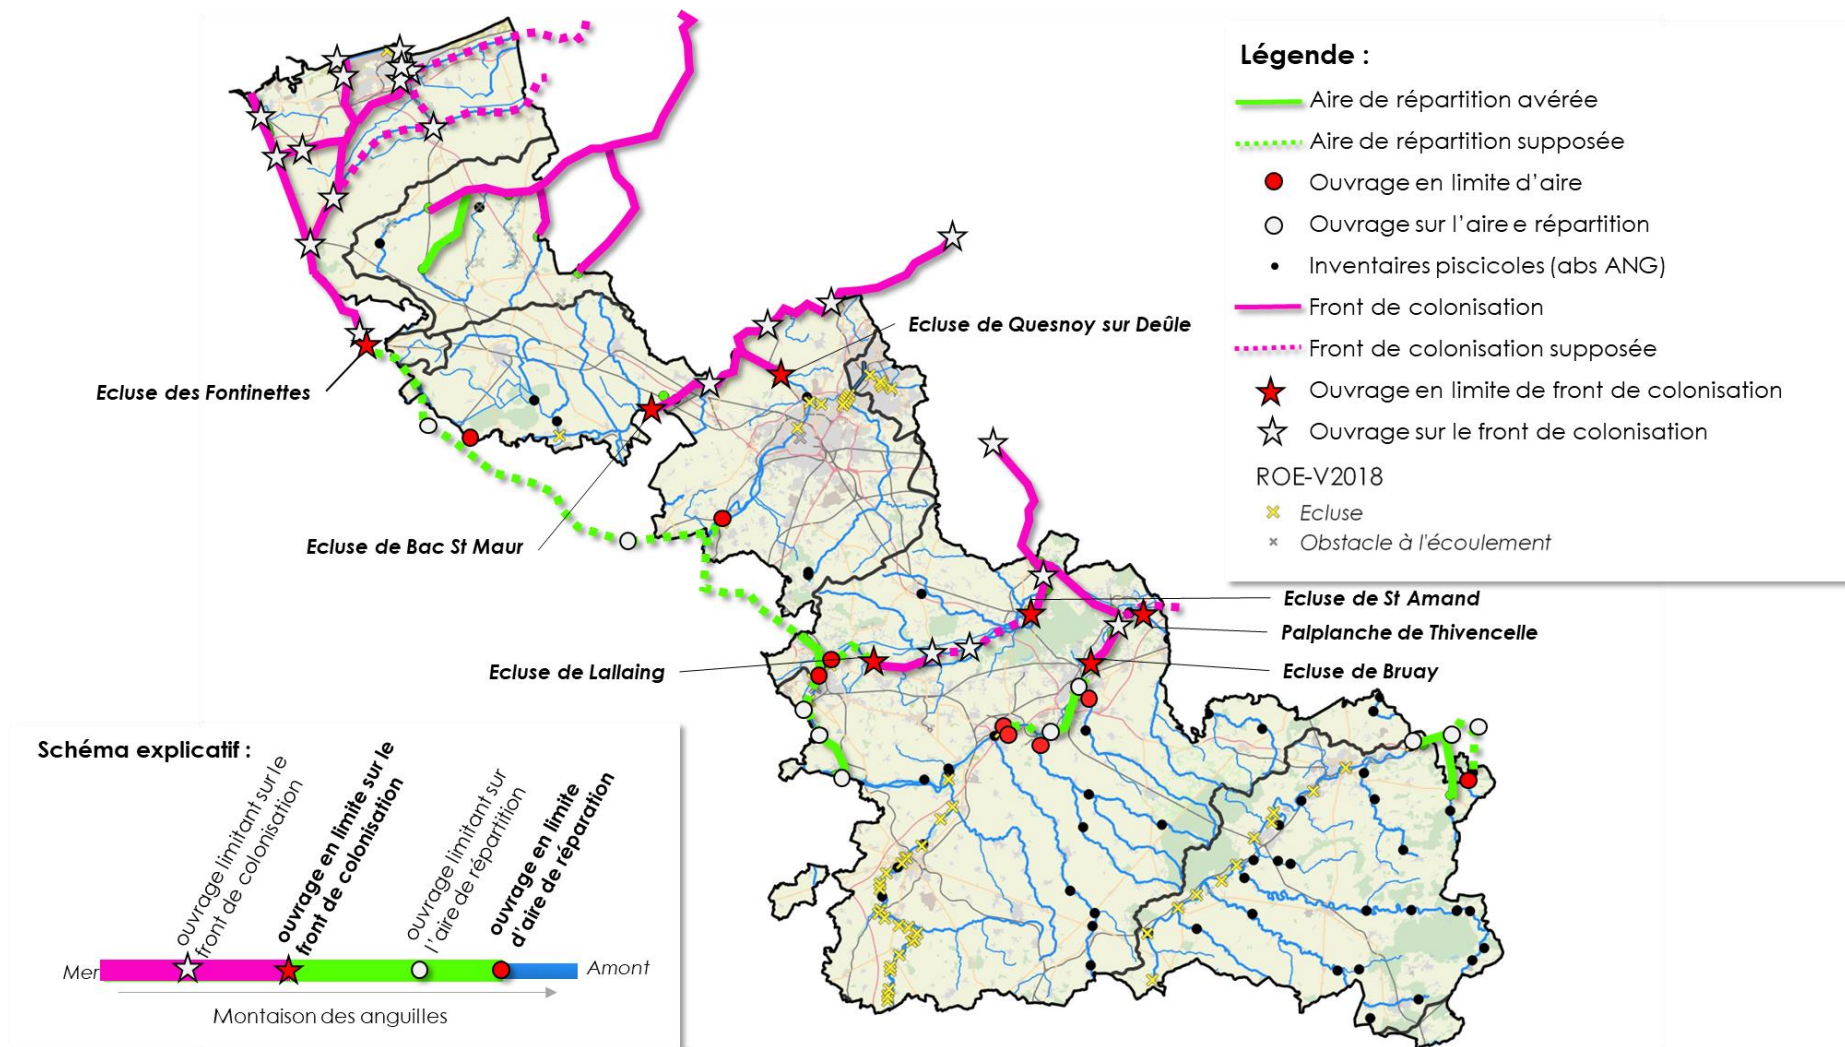 Légende :
Aire de répartition avérée
Aire de répartition supposée
Ouvrage en limite d'aire
Ouvrage sur l'aire e répartition
Inventaires piscicoles (abs ANG)
Front de colonisation
Front de colonisation supposée
Ouvrage en limite de front de colonisation
Ouvrage sur le front de colonisation
ROE-V2018
Ecluse
Obstacle à l'écoulement
Ecluse de Quesnoy sur Deûle
Ecluse des Fontinettes
Ecluse de Bac St Maur
Ecluse de St Amand
Palplanche de Thivencelle
Ecluse de Bruay
Ecluse de Lallaing
Schéma explicatif :
ouvrage limitant sur le
front de colonisation
ouvrage en limite sur le
front de colonisation
ouvrage limitant sur
l'aire de répartition
ouvrage en limite
d'aire de réparation
Mer
Amont
Montaison des anguilles